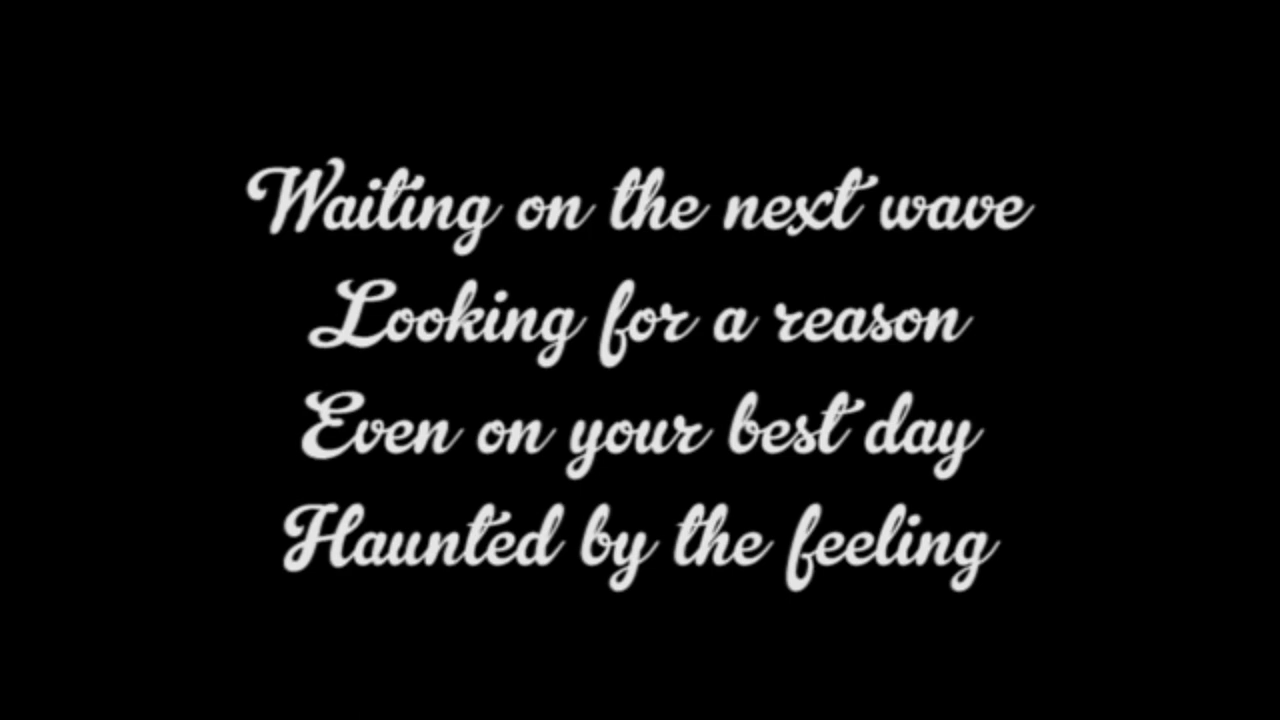 Waiting on the next wave
Looking for a reason
Even on your best day
Haunted by the feeling